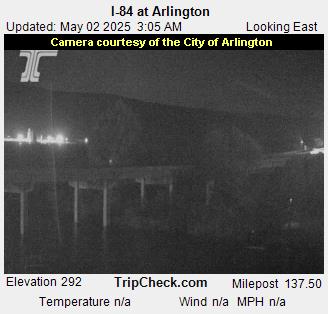 I-84 at Arlington
Updated: May 02 2025 3:05 AM Looking East
Camera courtesy of the City of Arlington
Elevation 292 TripCheck.com Milepost 137.50
Temperature n/a Wind n/a MPH n/a